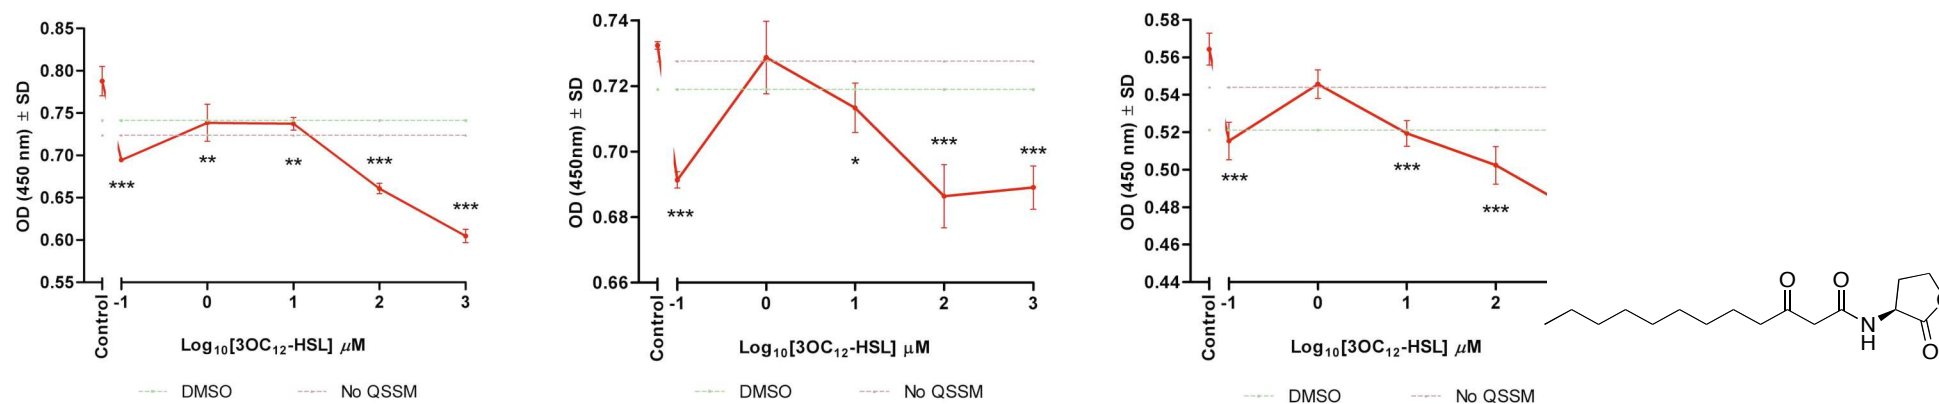 0.85
0.80
0.75
0.70
0.65
0.60
0.55
OD (450 nm) ± SD
***
**
**
***
***
Control
-1
0
1
2
3
Log10[3OC12-HSL] μM
DMSO
No QSSM
0.74
0.72
0.70
0.68
0.66
OD (450nm) ± SD
***
*
***
***
Control
-1
0
1
2
3
Log10[3OC12-HSL] μM
DMSO
No QSSM
0.58
0.56
0.54
0.52
0.50
0.48
0.46
0.44
OD (450 nm) ± SD
***
***
***
Control
-1
0
1
2
Log10[3OC12-HSL] μM
DMSO
No QSSM
O
O
N
H
O